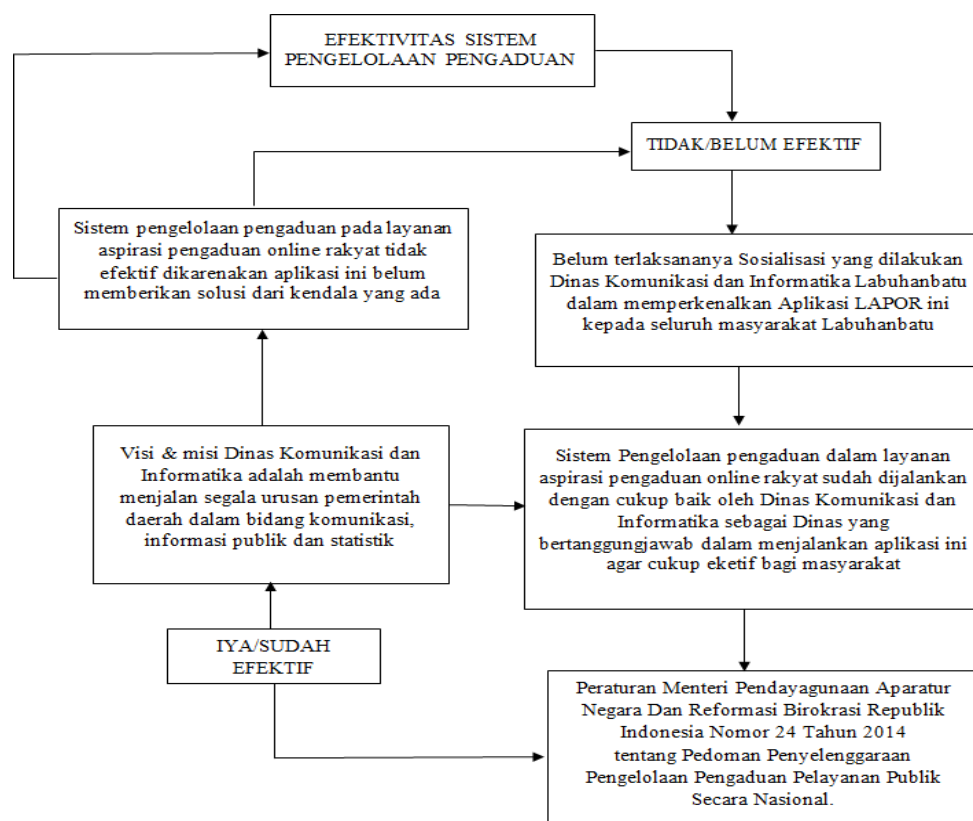 EFEKTIVITAS SISTEM
PENGELOLAAN PENGADUAN
TIDAK/BELUM EFEKTIF
Sistem pengelolaan pengaduan pada layanan
aspirasi pengaduan online rakyat tidak
efektif dikarenakan aplikasi ini belum
memberikan solusi dari kendala yang ada
Belum terlaksananya Sosialisasi yang dilakukan
Dinas Komunikasi dan Informatika Labuhanbatu
dalam memperkenalkan Aplikasi LAPOR ini
kepada seluruh masyarakat Labuhanbatu
Visi & misi Dinas Komunikasi dan
Informatika adalah membantu
menjalan segala urusan pemerintah
daerah dalam bidang komunikasi,
informasi publik dan statistik
Sistem Pengelolaan pengaduan dalam layanan
aspirasi pengaduan online rakyat sudah dijalankan
dengan cukup baik oleh Dinas Komunikasi dan
Informatika sebagai Dinas yang
bertanggungjawab dalam menjalankan aplikasi ini
agar cukup eketif bagi masyarakat
IYA/SUDAH
EFEKTIF
Peraturan Menteri Pendayagunaan Aparatur
Negara Dan Reformasi Birokrasi Republik
Indonesia Nomor 24 Tahun 2014
tentang Pedoman Penyelenggaraan
Pengelolaan Pengaduan Pelayanan Publik
Secara Nasional.